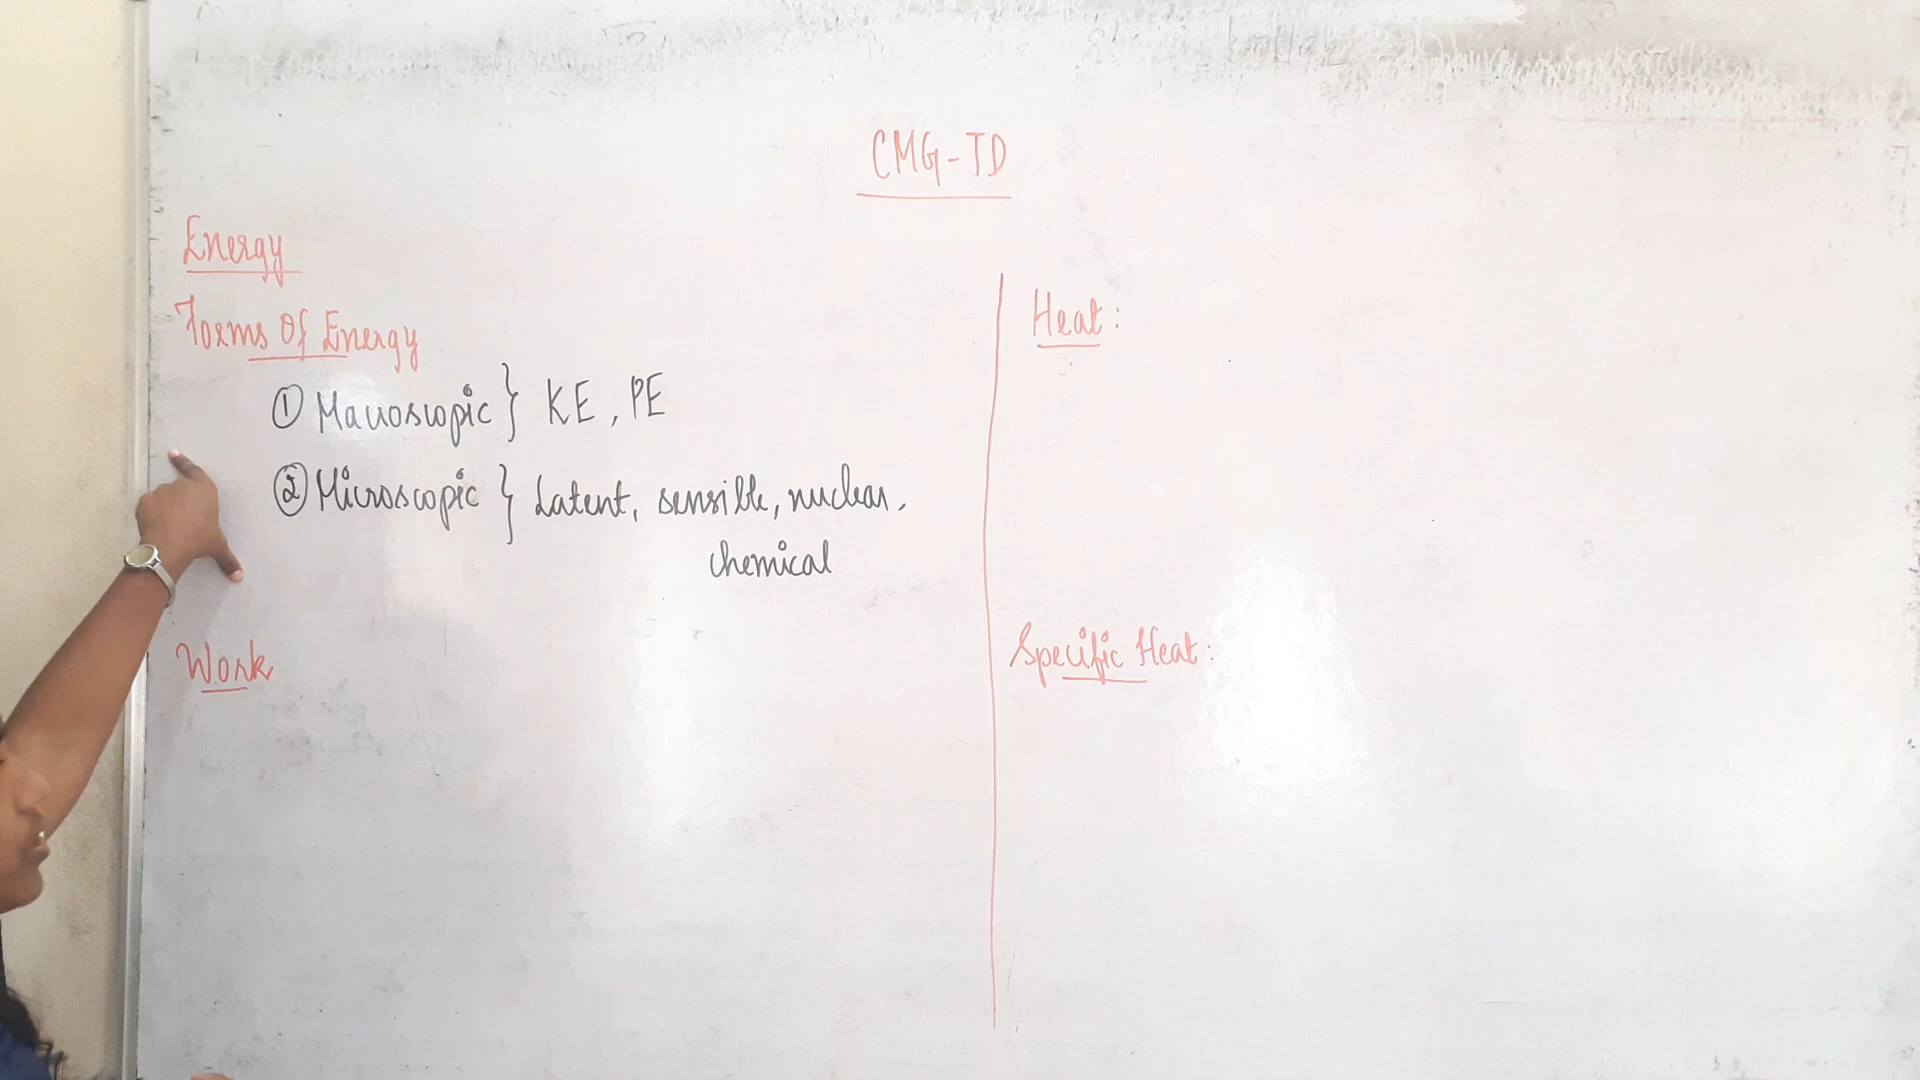 CMG-TD
Energy
Forms Of Energy
① Macroscopic } KE, PE
② Microscopic } Latent, sensible, nuclear,
chemical
Work
Heat:
Specific Heat: